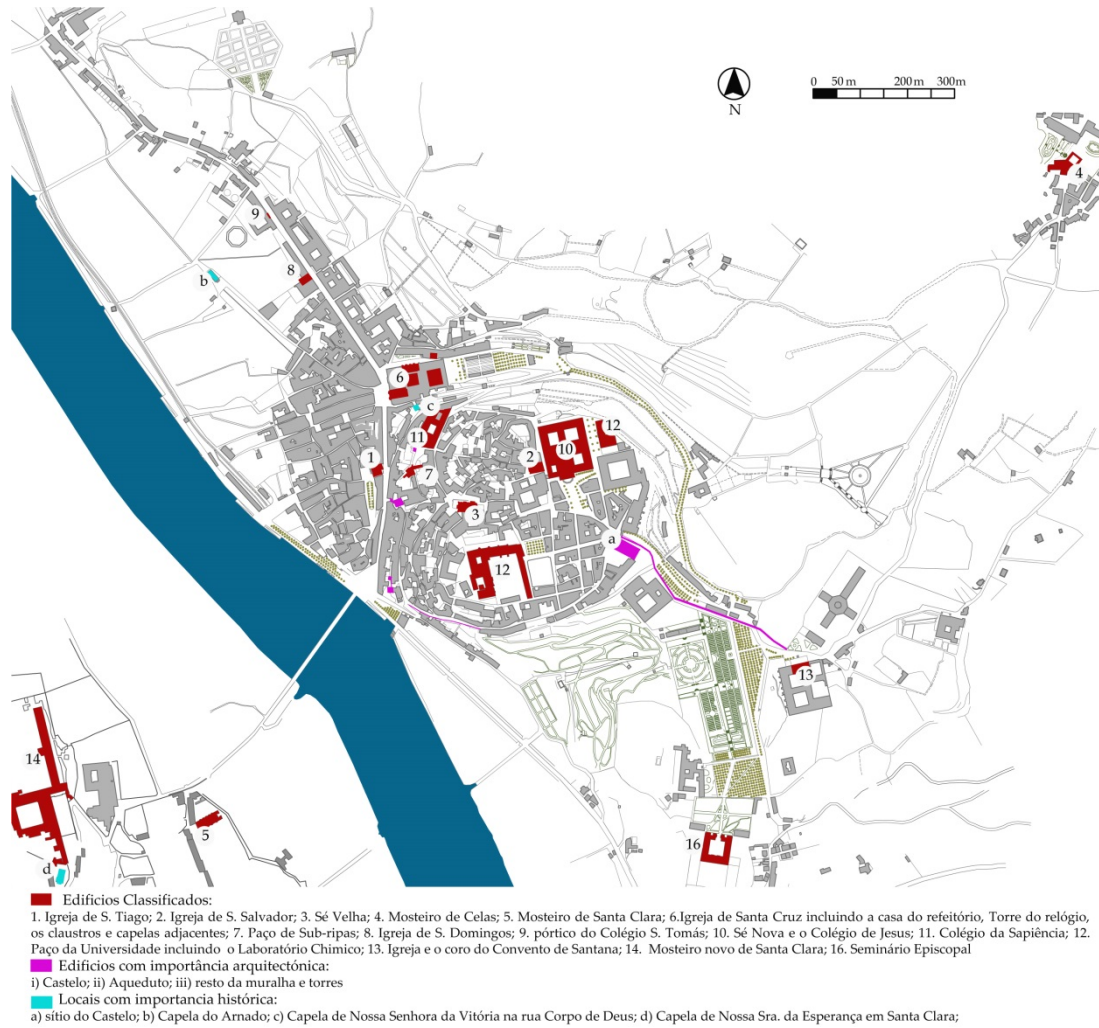 0 50 m 200 m 300m
N
4
9
8
b
6
c
11
12
10
1
2
7
3
a
12
13
14
5
16
d
Edificios Classificados:
1. Igreja de S. Tiago; 2. Igreja de S. Salvador; 3. Sé Velha; 4. Mosteiro de Celas; 5. Mosteiro de Santa Clara; 6.Igreja de Santa Cruz incluindo a casa do refeitório, Torre do relógio,
os claustros e capelas adjacentes; 7. Paço de Sub-ripas; 8. Igreja de S. Domingos; 9. pórtico do Colégio S. Tomás; 10. Sé Nova e o Colégio de Jesus; 11. Colégio da Sapiência; 12.
Paço da Universidade incluindo o Laboratório Chimico; 13. Igreja e o coro do Convento de Santana; 14. Mosteiro novo de Santa Clara; 16. Seminário Episcopal
Edificios com importância arquitectónica:
i) Castelo; ii) Aqueduto; iii) resto da muralha e torres
Locais com importancia histórica:
a) sítio do Castelo; b) Capela do Arnado; c) Capela de Nossa Senhora da Vitória na rua Corpo de Deus; d) Capela de Nossa Sra. da Esperança em Santa Clara;